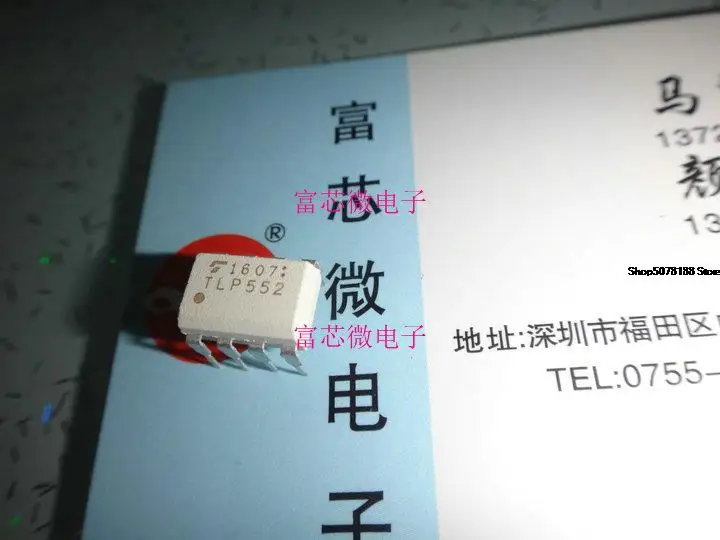 富芯微电子
富芯微电子
富芯微电子
®
1607:
TLP552
马
1372
颜
13
Shop5078188 Store
地址:深圳市福田区
TEL:0755-